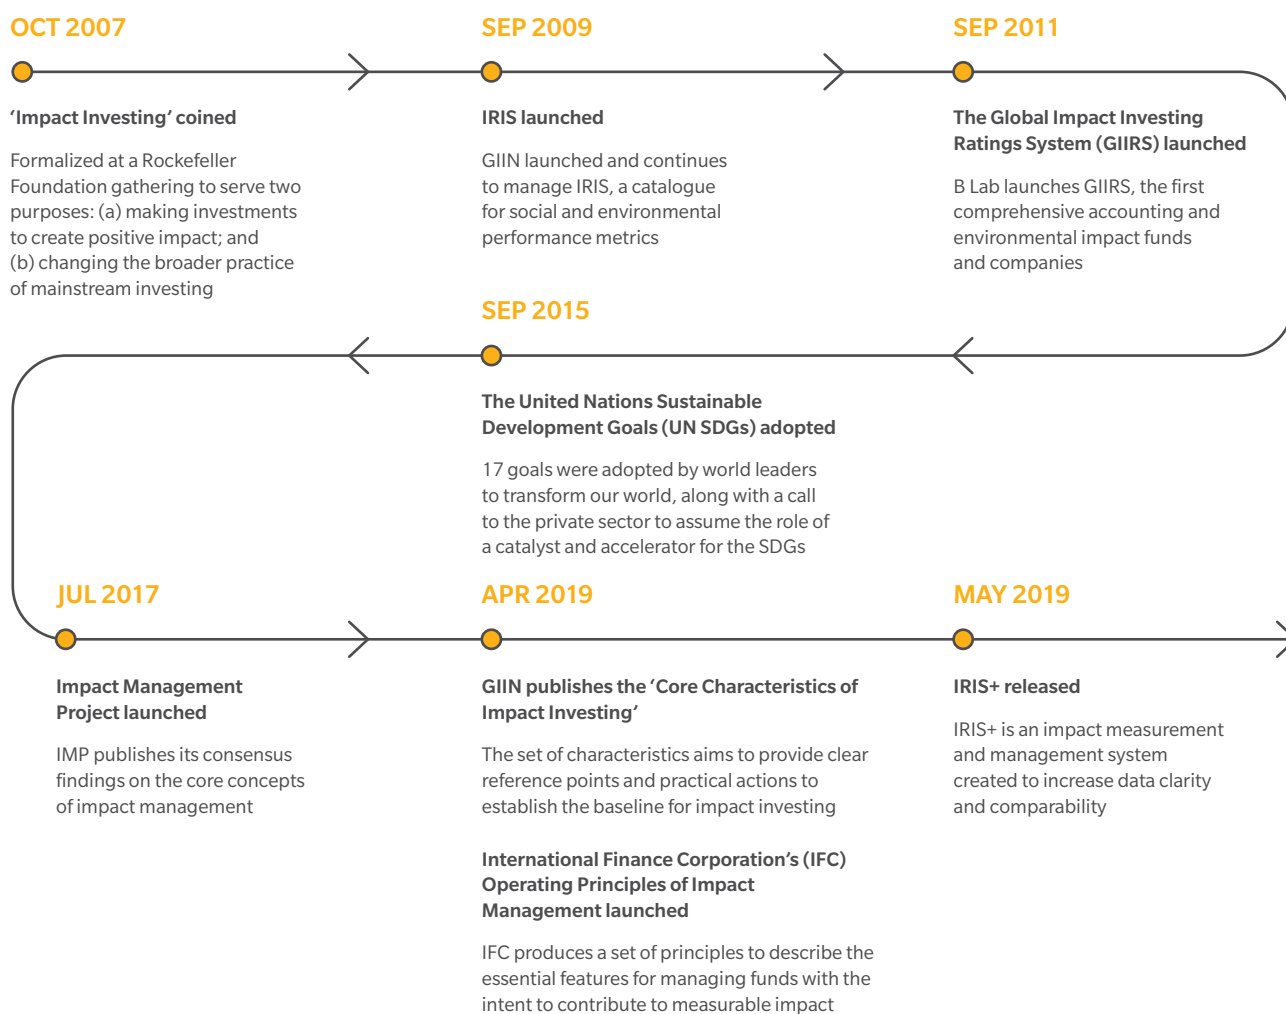 OCT 2007
‘Impact Investing’ coined
Formalized at a Rockefeller
Foundation gathering to serve two
purposes: (a) making investments
to create positive impact; and
(b) changing the broader practice
of mainstream investing
SEP 2009
IRIS launched
GIIN launched and continues
to manage IRIS, a catalogue
for social and environmental
performance metrics
SEP 2011
The Global Impact Investing
Ratings System (GIIRS) launched
B Lab launches GIIRS, the first
comprehensive accounting and
environmental impact funds
and companies
SEP 2015
The United Nations Sustainable
Development Goals (UN SDGs) adopted
17 goals were adopted by world leaders
to transform our world, along with a call
to the private sector to assume the role of
a catalyst and accelerator for the SDGs
JUL 2017
Impact Management
Project launched
IMP publishes its consensus
findings on the core concepts
of impact management
APR 2019
GIIN publishes the ‘Core Characteristics of
Impact Investing’
The set of characteristics aims to provide clear
reference points and practical actions to
establish the baseline for impact investing
International Finance Corporation’s (IFC)
Operating Principles of Impact
Management launched
IFC produces a set of principles to describe the
essential features for managing funds with the
intent to contribute to measurable impact
MAY 2019
IRIS+ released
IRIS+ is an impact measurement
and management system
created to increase data clarity
and comparability